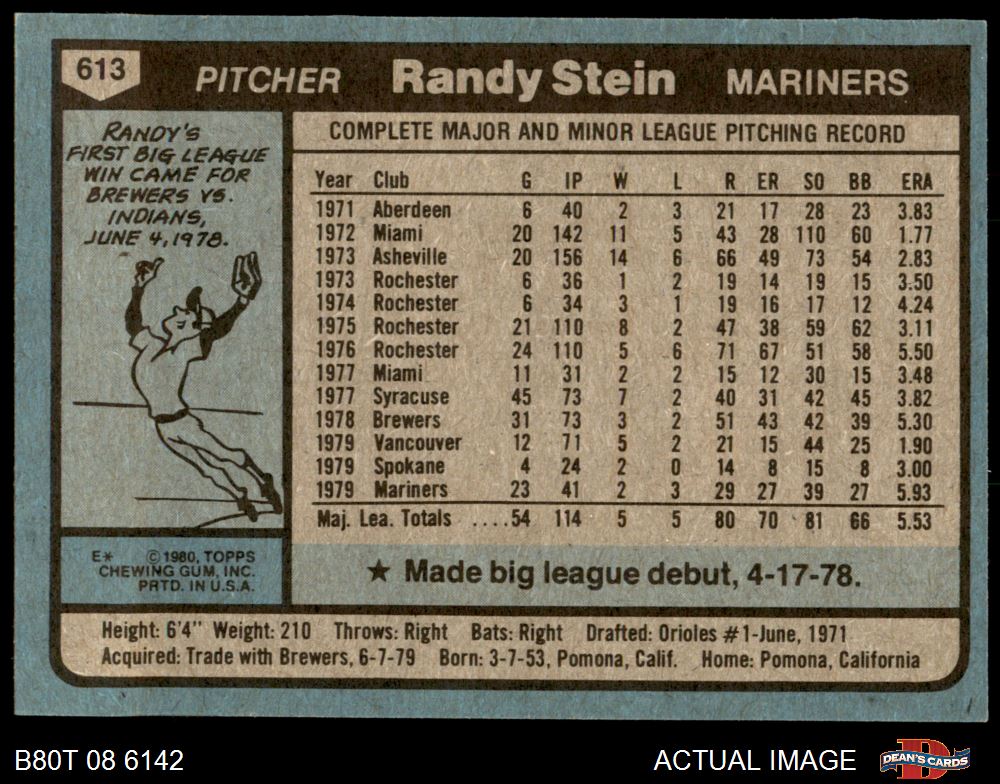 613 PITCHER Randy Stein MARINERS
RANDY'S
FIRST BIG LEAGUE
WIN CAME FOR
BREWERS VS.
INDIANS,
JUNE 4, 1978.
COMPLETE MAJOR AND MINOR LEAGUE PITCHING RECORD
Year Club G IP W L R ER SO BB ERA
1971 Aberdeen 6 40 2 3 21 17 28 23 3.83
1972 Miami 20 142 11 5 43 28 110 60 1.77
1973 Asheville 20 156 14 6 66 49 73 54 2.83
1973 Rochester 6 36 1 2 19 14 19 15 3.50
1974 Rochester 6 34 3 1 19 16 17 12 4.24
1975 Rochester 21 110 8 2 47 38 59 62 3.11
1976 Rochester 24 110 5 6 71 67 51 58 5.50
1977 Miami 11 31 2 2 15 12 30 15 3.48
1977 Syracuse 45 73 7 2 40 31 42 45 3.82
1978 Brewers 31 73 3 2 51 43 42 39 5.30
1979 Vancouver 12 71 5 2 21 15 44 25 1.90
1979 Spokane 4 24 2 0 14 8 15 8 3.00
1979 Mariners 23 41 2 3 29 27 39 27 5.93
Maj. Lea. Totals ....54 114 5 5 80 70 81 66 5.53
★ Made big league debut, 4-17-78.
E* © 1980, TOPPS
CHEWING GUM, INC.
PRTD. IN U.S.A.
Height: 6'4" Weight: 210 Throws: Right Bats: Right Drafted: Orioles #1-June, 1971
Acquired: Trade with Brewers, 6-7-79 Born: 3-7-53, Pomona, Calif. Home: Pomona, California
B80T 08 6142 ACTUAL IMAGE DEAN'S CARDS